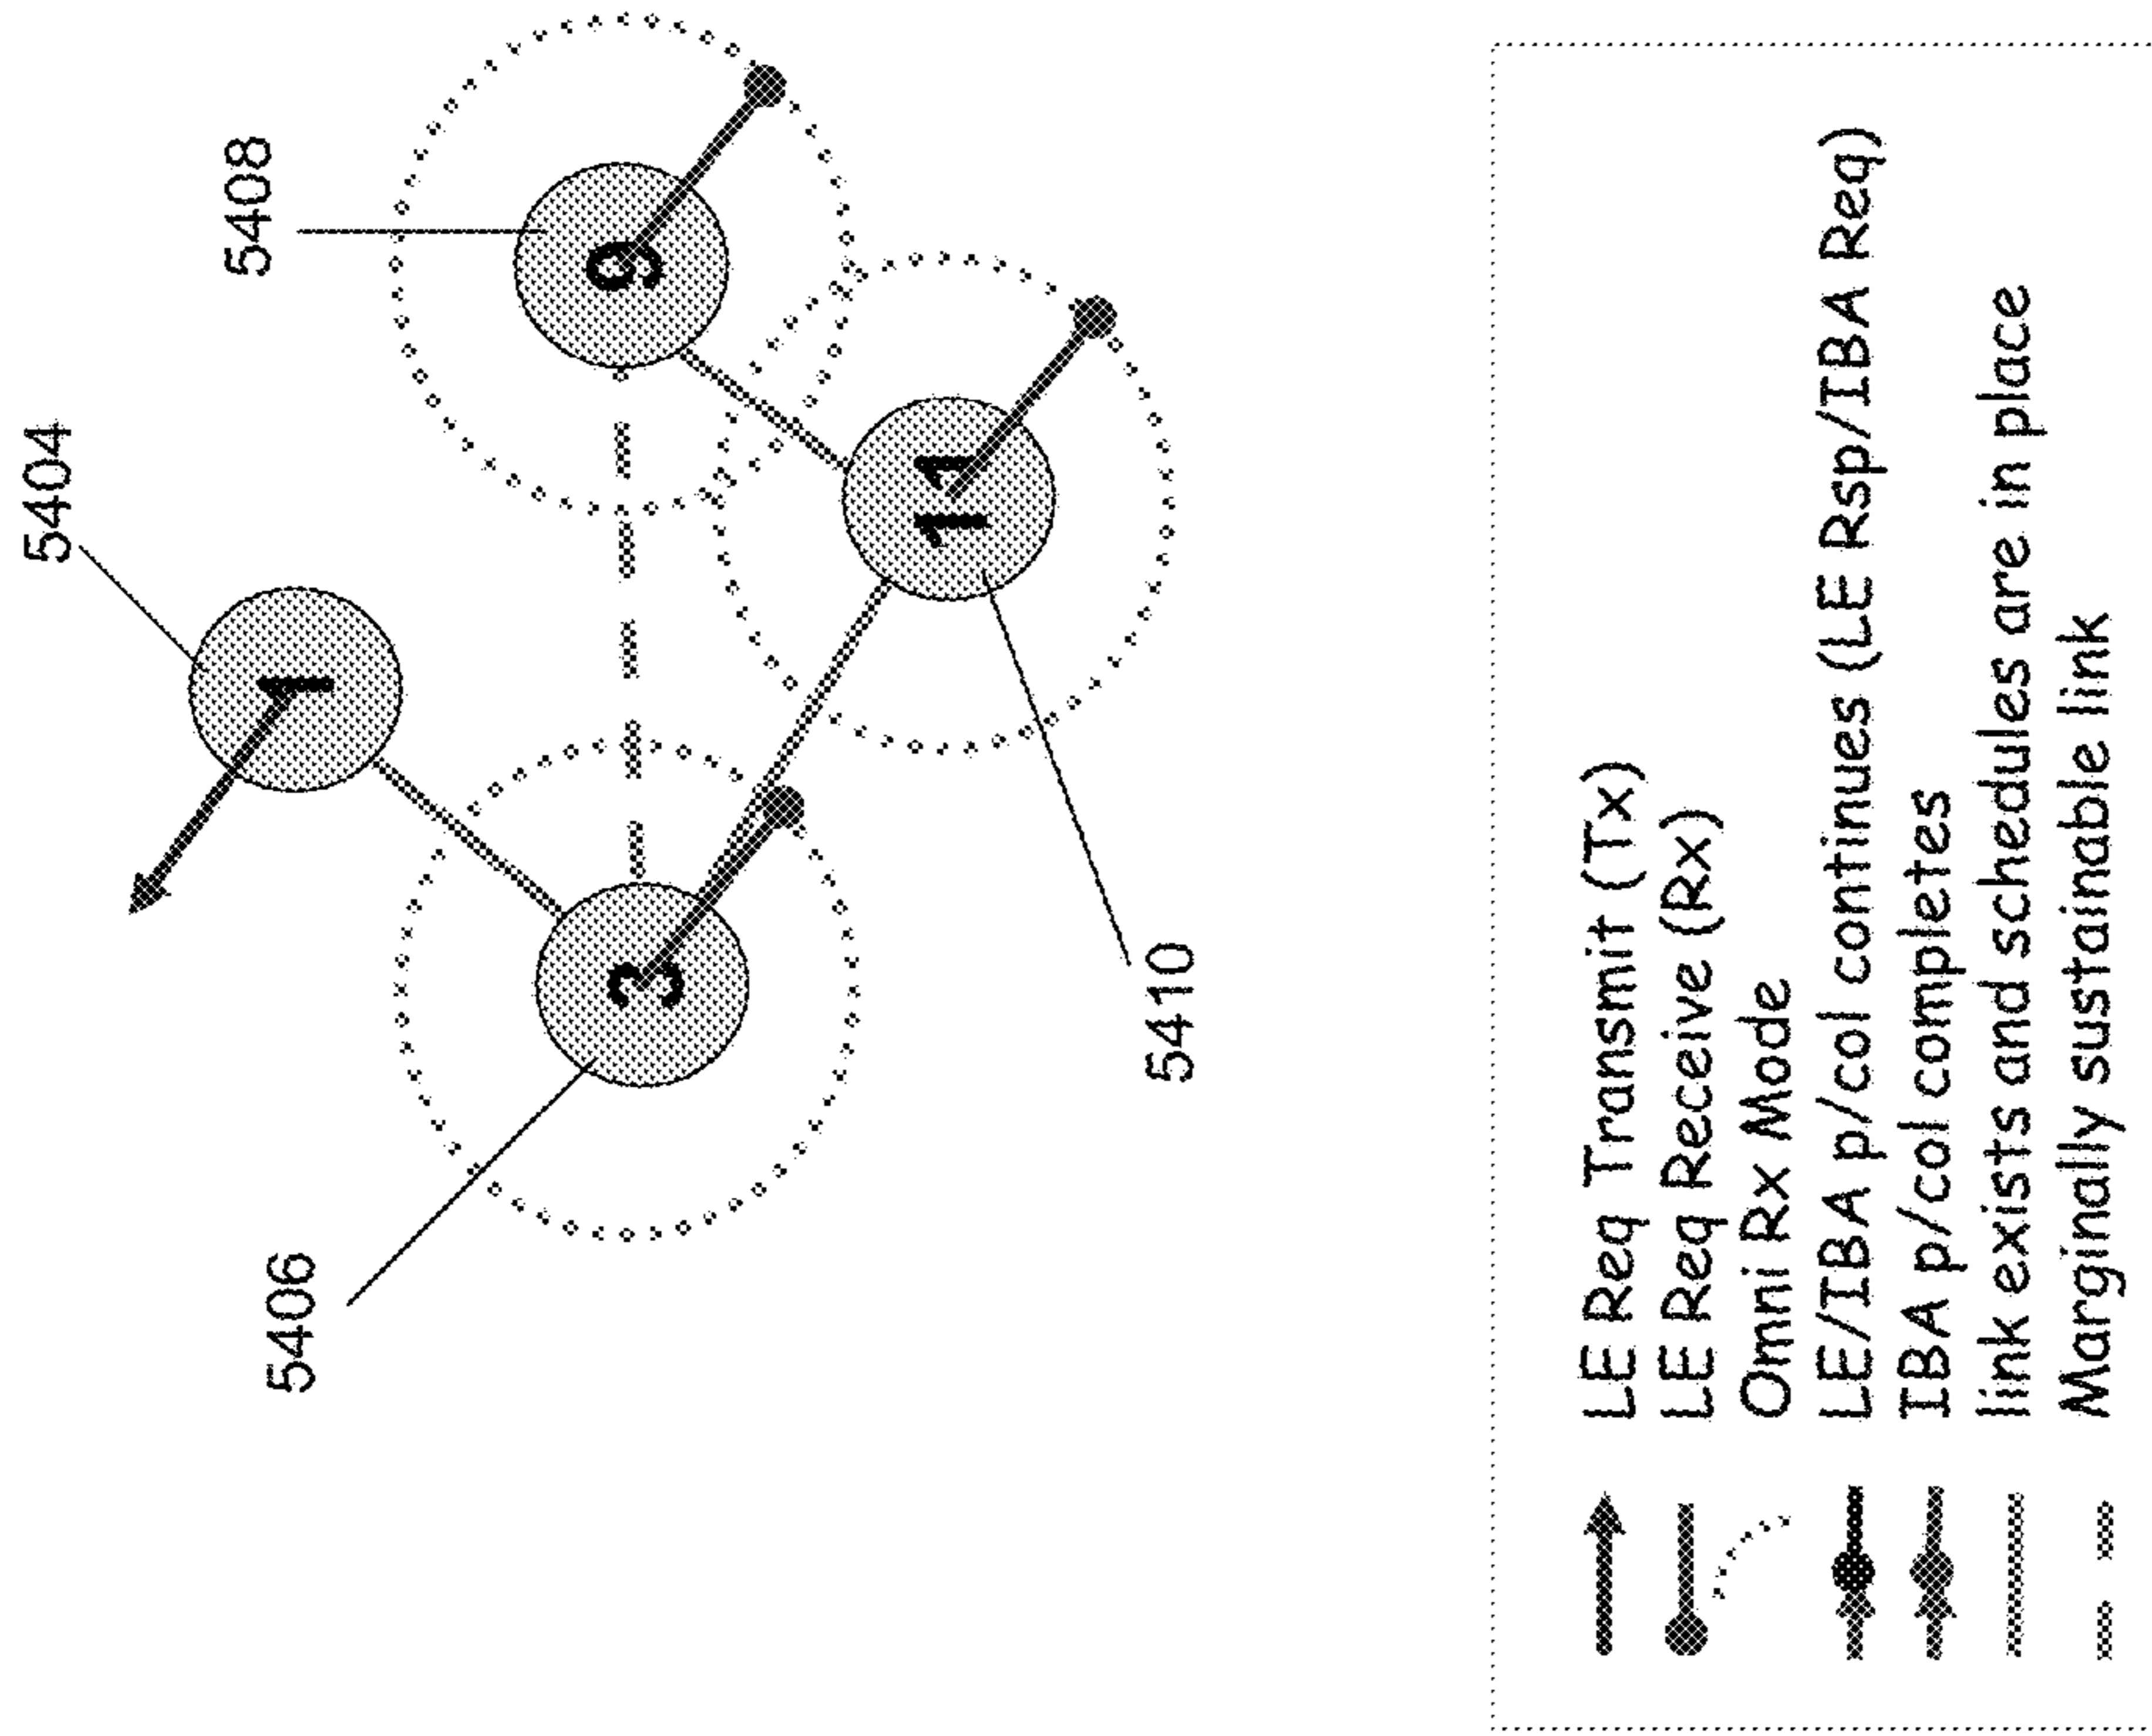 5404
5408
1
9
3
11
5406
5410
LE Req Transmit (Tx)
LE Req Receive (Rx)
Omni Rx Mode
LE/IBA p/col continues (LE Rsp/IBA Req)
IBA p/col completes
link exists and schedules are in place
Marginally sustainable link